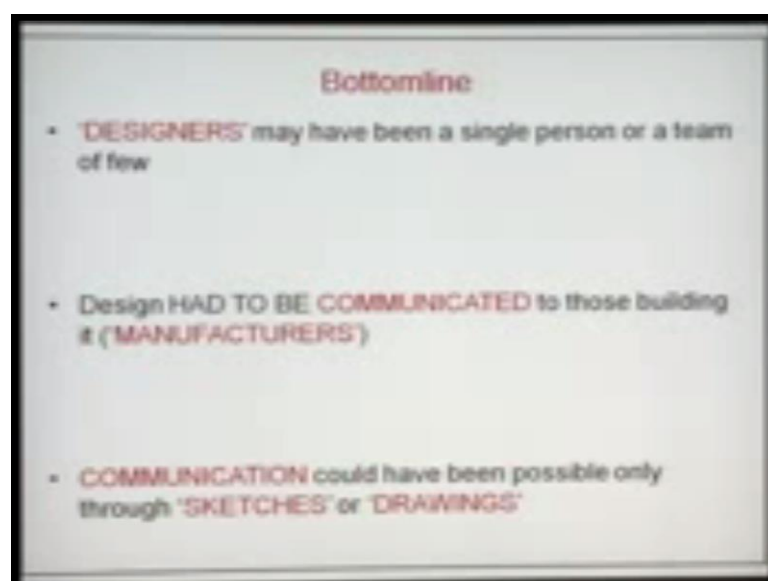 Bottomline
• 'DESIGNERS' may have been a single person or a team
of few
• Design HAD TO BE COMMUNICATED to those building
it ('MANUFACTURERS')
• COMMUNICATION could have been possible only
through 'SKETCHES' or 'DRAWINGS'